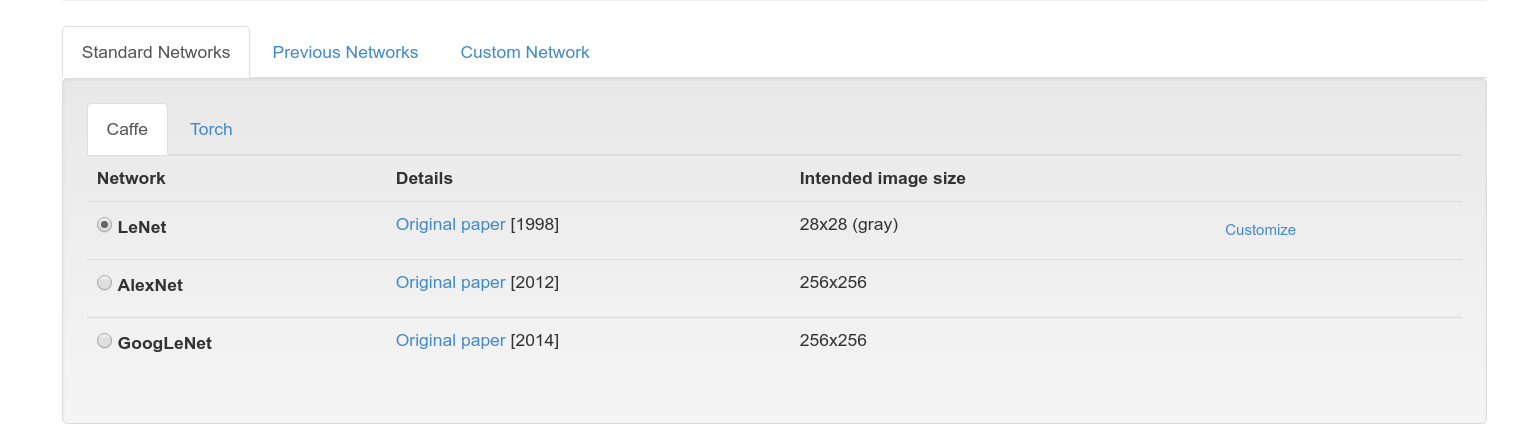 Standard Networks Previous Networks Custom Network
Caffe Torch
Network Details Intended image size
LeNet Original paper [1998] 28x28 (gray) Customize
AlexNet Original paper [2012] 256x256
GoogLeNet Original paper [2014] 256x256